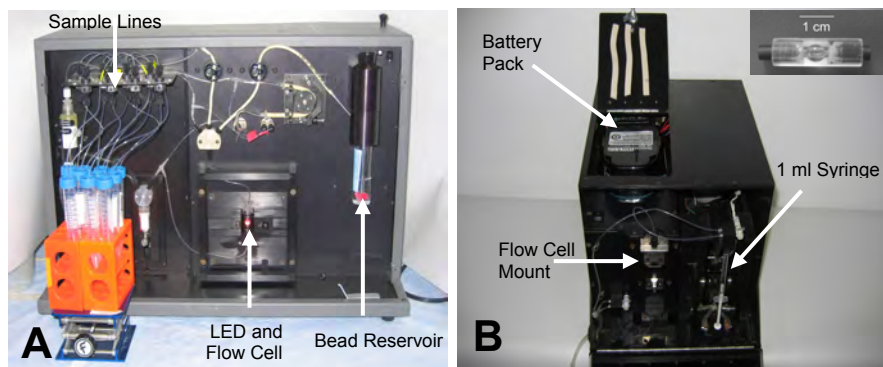 Sample Lines
LED and
Flow Cell
Bead Reservoir
A
Battery
Pack
1 cm
1 ml Syringe
Flow Cell
Mount
B